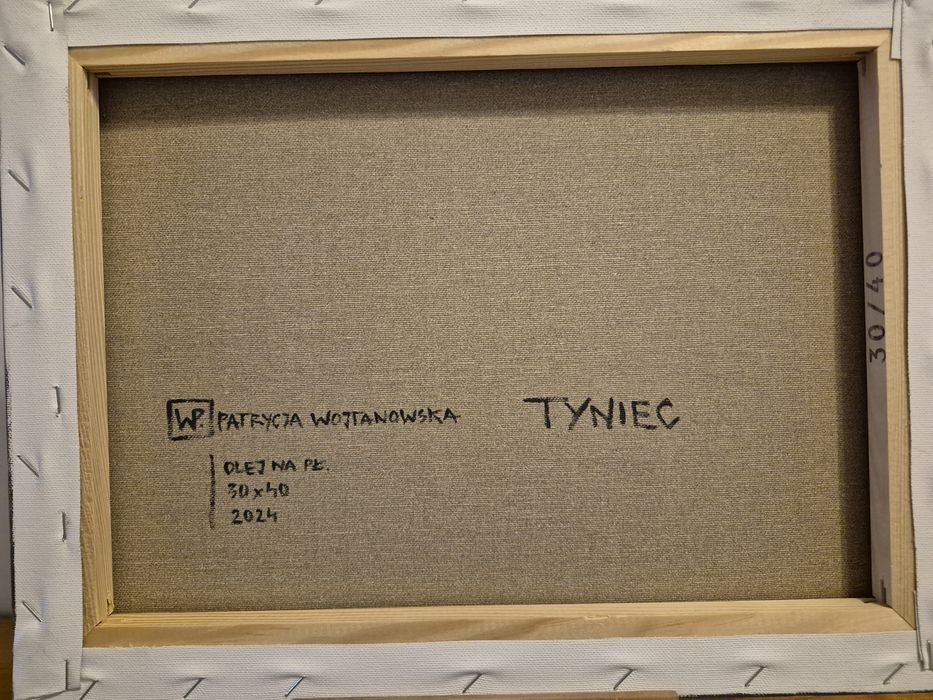 WP. PATRYCJA WOJTANOWSKA
TYNIEC
OLEJ NA PŁ.
30x40
2024
30/40